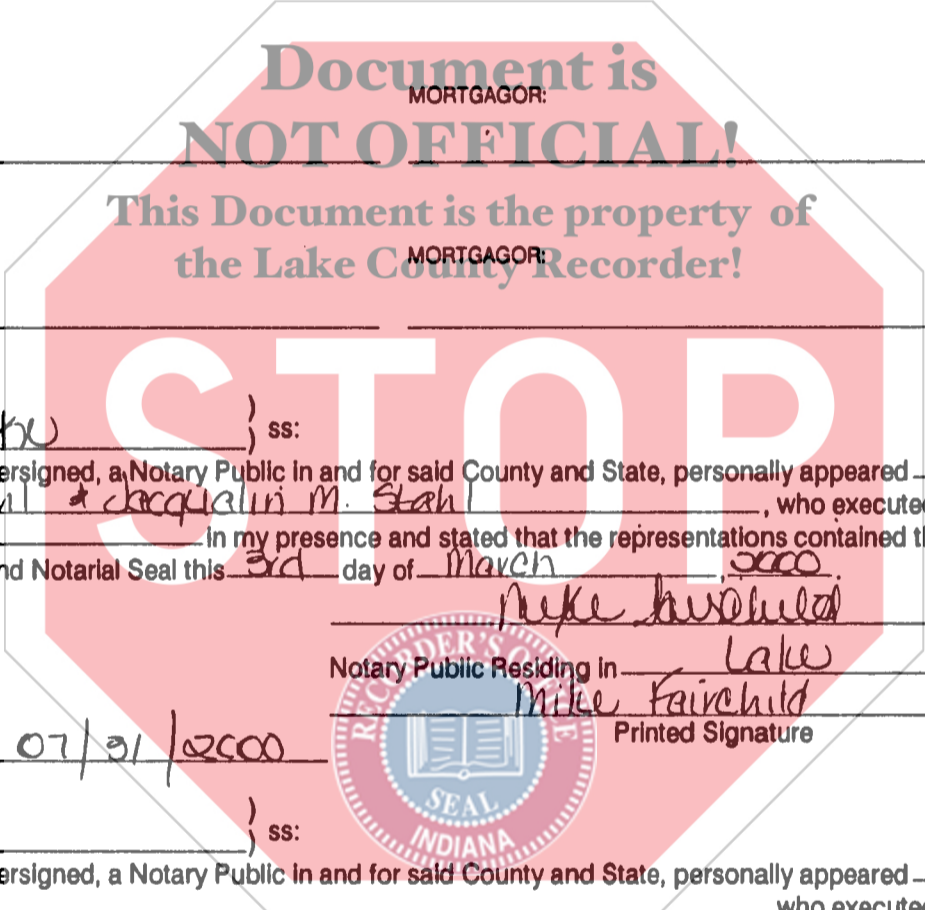 Document is
MORTGAGOR:
NOT OFFICIAL!
This Document is the property of
MORTGAGOR:
the Lake County Recorder!
STOP
) ss:
ersigned, a Notary Public in and for said County and State, personally appeared
& Jacqualin M. Stahl, who execute
in my presence and stated that the representations contained t
nd Notarial Seal this 3rd day of March, 2000.
Mike Fairchild
Notary Public Residing in Lake
Mike Fairchild
Printed Signature
07/31/2000
RECORDER'S OFFICE
SEAL
INDIANA
) ss:
ersigned, a Notary Public in and for said County and State, personally appeared
who execute